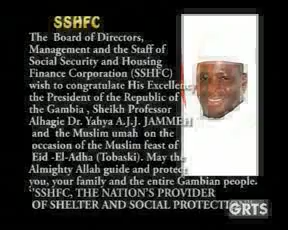 SSHFC
The Board of Directors,
Management and the Staff of
Social Security and Housing
Finance Corporation (SSHFC)
wish to congratulate His Excellency
the President of the Republic of
the Gambia , Sheikh Professor
Alhagie Dr. Yahya A.J.J. JAMMEH
and the Muslim umah on the
occasion of the Muslim feast of
Eid -El-Adha (Tobaski). May the
Almighty Allah guide and protect
you, your family and the entire Gambian people.
"SSHFC, THE NATION'S PROVIDER
OF SHELTER AND SOCIAL PROTECTION
GRTS